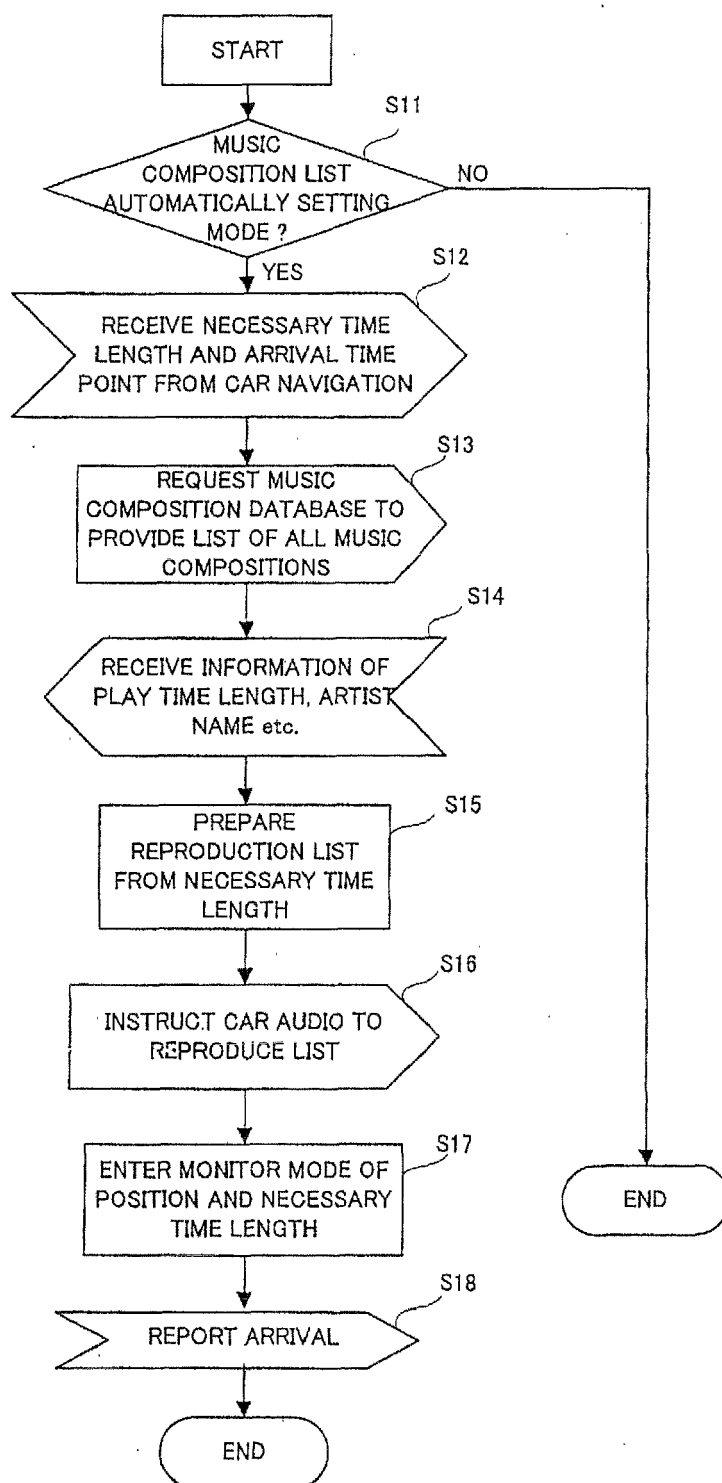 START
S11
MUSIC
COMPOSITION LIST
AUTOMATICALLY SETTING
MODE ?
NO
YES
S12
RECEIVE NECESSARY TIME
LENGTH AND ARRIVAL TIME
POINT FROM CAR NAVIGATION
S13
REQUEST MUSIC
COMPOSITION DATABASE TO
PROVIDE LIST OF ALL MUSIC
COMPOSITIONS
S14
RECEIVE INFORMATION OF
PLAY TIME LENGTH, ARTIST
NAME etc.
S15
PREPARE
REPRODUCTION LIST
FROM NECESSARY TIME
LENGTH
S16
INSTRUCT CAR AUDIO TO
REPRODUCE LIST
S17
ENTER MONITOR MODE OF
POSITION AND NECESSARY
TIME LENGTH
END
S18
REPORT ARRIVAL
END